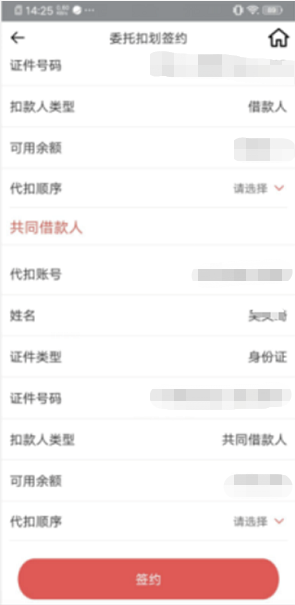 14:25
委托扣划签约
证件号码
扣款人类型 借款人
可用余额
代扣顺序 请选择
共同借款人
代扣账号
姓名
证件类型 身份证
证件号码
扣款人类型 共同借款人
可用余额
代扣顺序 请选择
签约